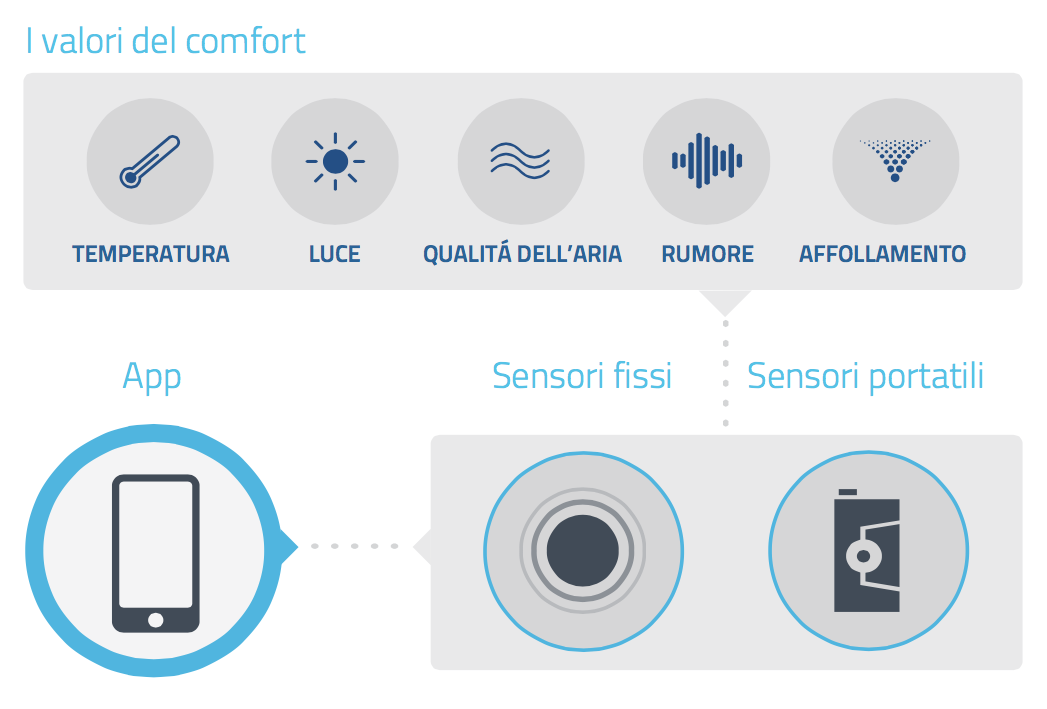 I valori del comfort
TEMPERATURA
LUCE
QUALITÁ DELL'ARIA
RUMORE
AFFOLLAMENTO
App
Sensori fissi
Sensori portatili